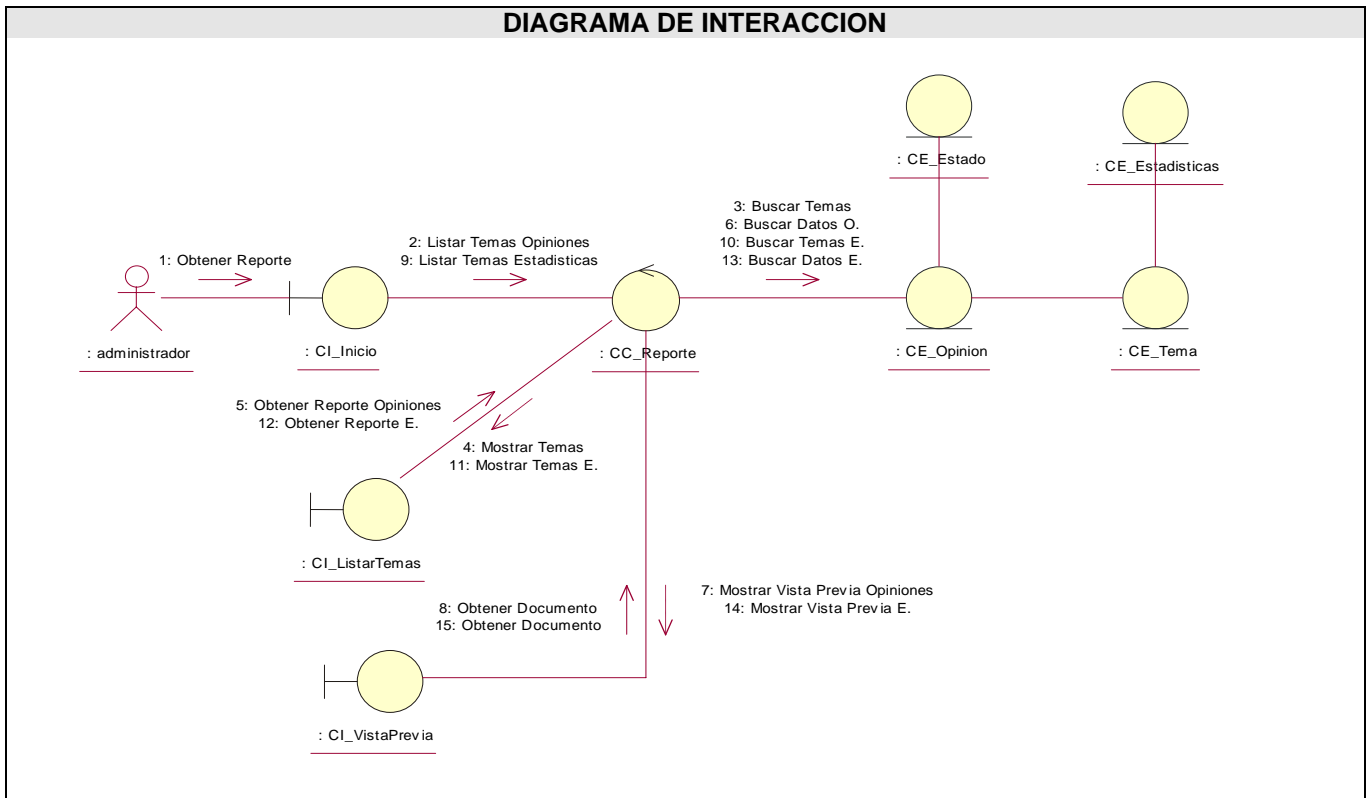 DIAGRAMA DE INTERACCION
: CE_Estado
: CE_Estadisticas
3: Buscar Temas
6: Buscar Datos O.
10: Buscar Temas E.
13: Buscar Datos E.
2: Listar Temas Opiniones
9: Listar Temas Estadisticas
1: Obtener Reporte
: administrador
: CI_Inicio
: CC_Reporte
: CE_Opinion
: CE_Tema
5: Obtener Reporte Opiniones
12: Obtener Reporte E.
4: Mostrar Temas
11: Mostrar Temas E.
: CI_ListarTemas
7: Mostrar Vista Previa Opiniones
14: Mostrar Vista Previa E.
8: Obtener Documento
15: Obtener Documento
: CI_VistaPrevia